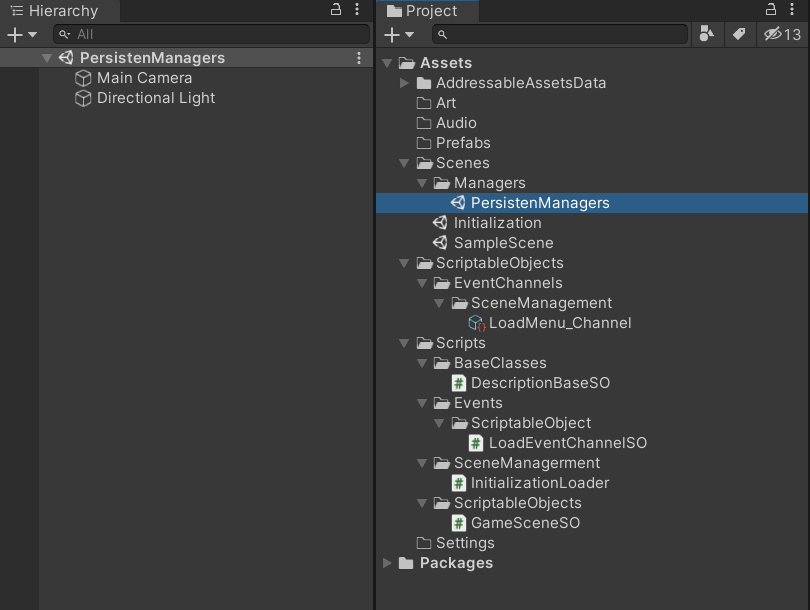 Hierarchy
All
PersistenManagers
Main Camera
Directional Light
Project
13
Assets
AddressableAssetsData
Art
Audio
Prefabs
Scenes
Managers
PersistenManagers
Initialization
SampleScene
ScriptableObjects
EventChannels
SceneManagement
LoadMenu_Channel
Scripts
BaseClasses
DescriptionBaseSO
Events
ScriptableObject
LoadEventChannelSO
SceneManagerment
InitializationLoader
ScriptableObjects
GameSceneSO
Settings
Packages